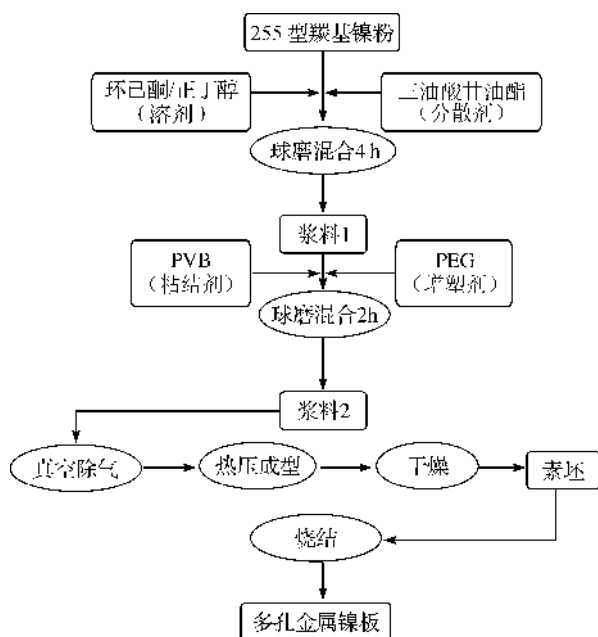 255 型羰基镍粉
环己酮/正丁醇
（溶剂）
三油酸甘油酯
（分散剂）
球磨混合4 h
浆料1
PVB
（粘结剂）
PEG
（增塑剂）
球磨混合2h
浆料2
真空除气
热压成型
干燥
素坯
烧结
多孔金属镍板